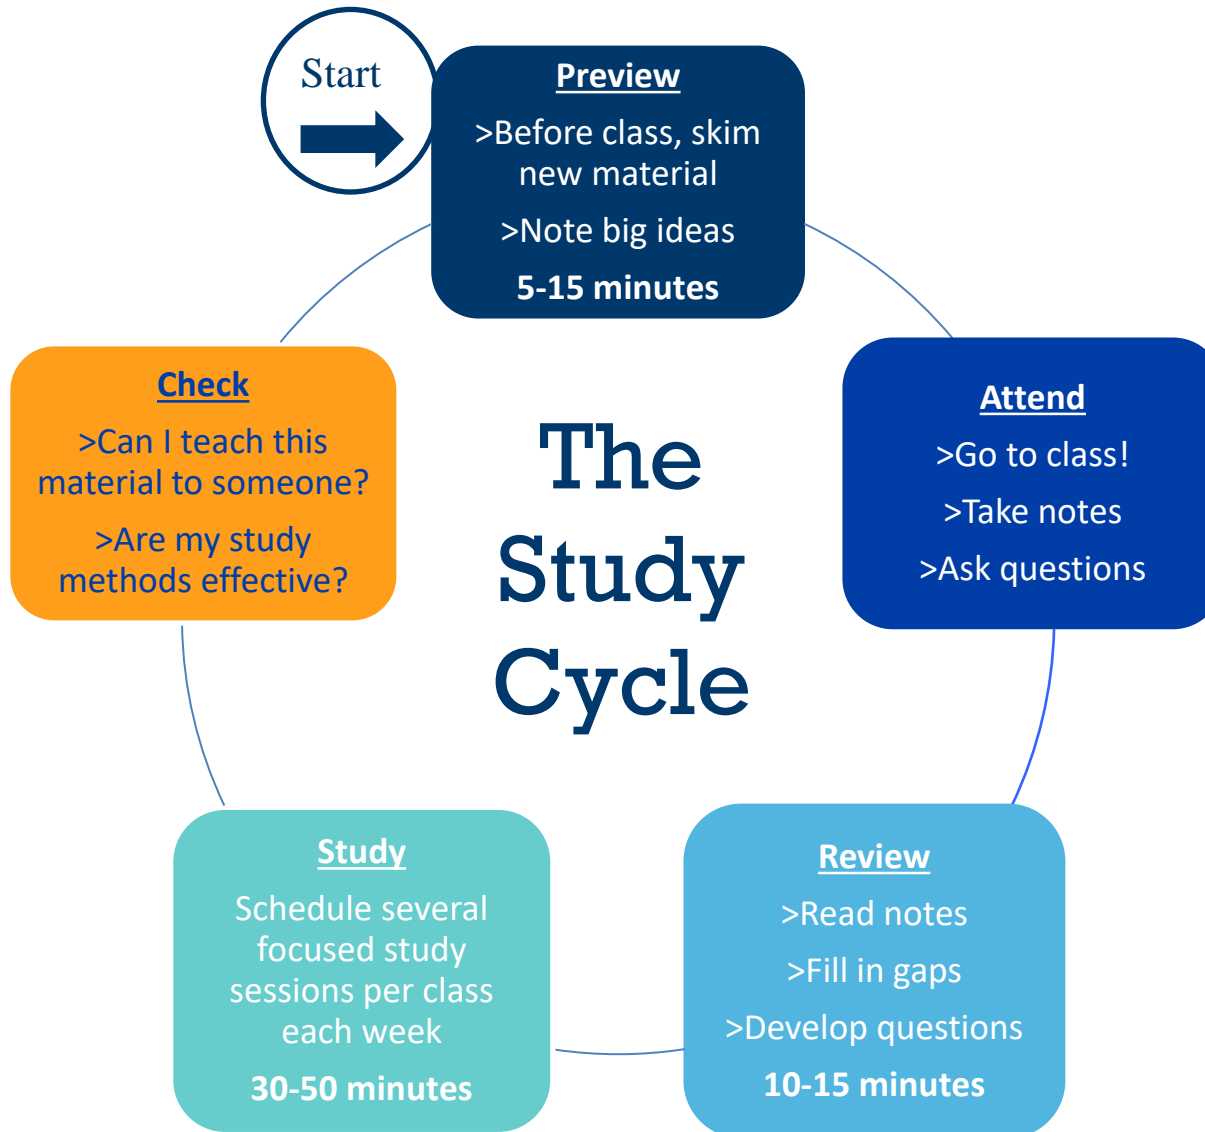 Start
Preview
>Before class, skim
new material
>Note big ideas
5-15 minutes
Attend
>Go to class!
>Take notes
>Ask questions
Review
>Read notes
>Fill in gaps
>Develop questions
10-15 minutes
Study
Schedule several
focused study
sessions per class
each week
30-50 minutes
Check
>Can I teach this
material to someone?
>Are my study
methods effective?
The
Study
Cycle